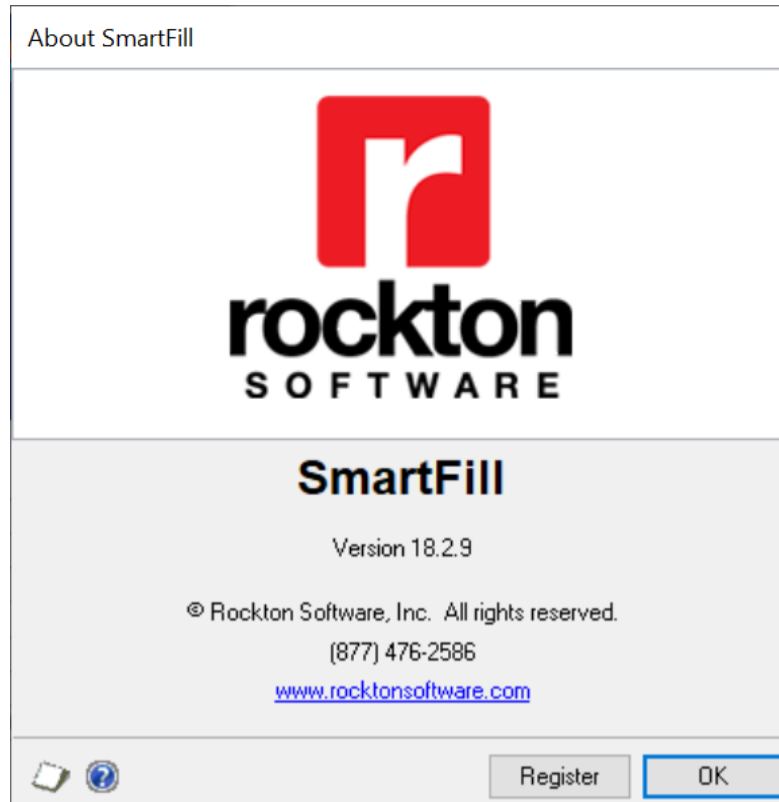 About SmartFill
r
rockton
SOFTWARE
SmartFill
Version 18.2.9
© Rockton Software, Inc. All rights reserved.
(877) 476-2586
www.rocktonsoftware.com
? Register OK